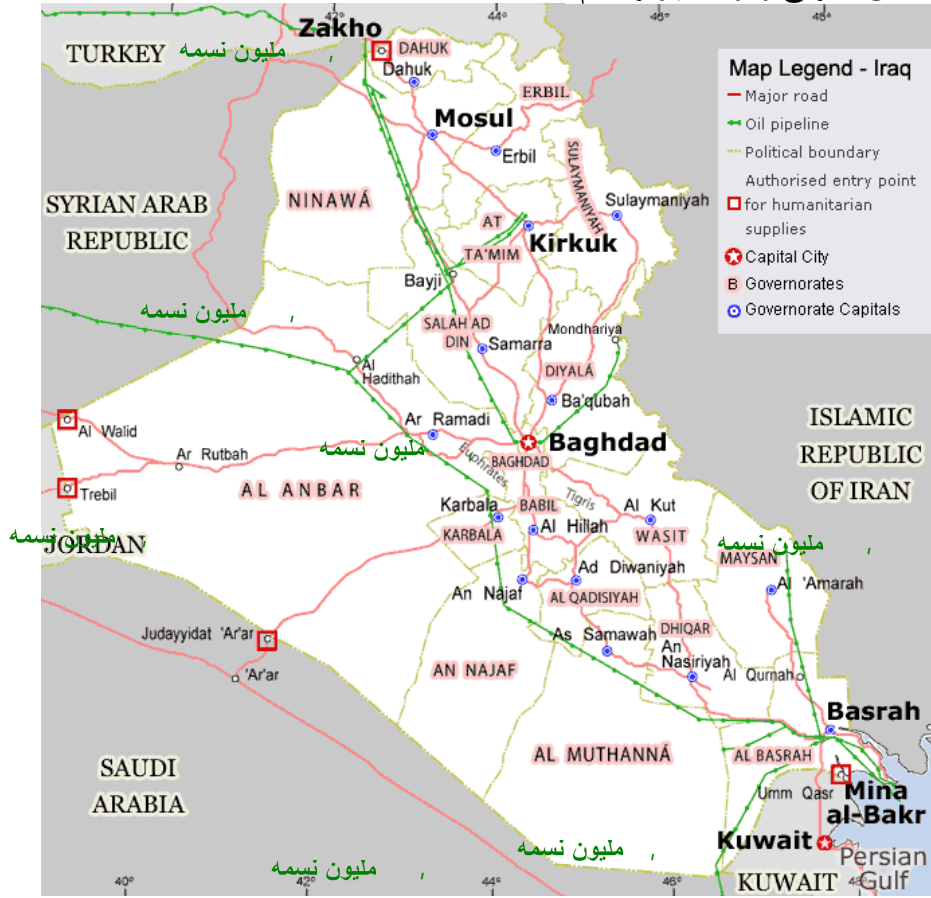 42°
44°
46°
48°
Zakho
TURKEY
, مليون نسمه
DAHUK
Dahuk
ERBIL
Mosul
Erbil
SULAYMANIYAH
Sulaymaniyah
NINAWÁ
SYRIAN ARAB
REPUBLIC
AT
TA'MIM
Kirkuk
Bayji
, مليون نسمه
SALAH AD
DIN
Samarra
Mondhariya
DIYALÁ
Al
Hadithah
Ba'qubah
Map Legend - Iraq
Major road
Oil pipeline
Political boundary
Authorised entry point
for humanitarian
supplies
Capital City
B Governorates
Governorate Capitals
ISLAMIC
REPUBLIC
OF IRAN
Al Walid
Ar Ramadi
Baghdad
Ar Rutbah
, مليون نسمه
Euphrates
BAGHDAD
Trebil
AL ANBAR
Tigris
Karbala
BABIL
Al Kut
KARBALA
Al Hillah
WASIT
, مليون نسمه
JORDAN
, مليون نسمه
MAYSAN
Ad Diwaniyah
An Najaf
AL QADISIYAH
Al 'Amarah
Judayyidat 'Ar'ar
As Samawah
DHIQAR
An
Nasiriyah
'Ar'ar
AN NAJAF
Al Qurnah
Basrah
AL MUTHANNÁ
AL BASRAH
SAUDI
ARABIA
Umm Qasr
Mina
al-Bakr
Kuwait
, مليون نسمه
Persian
Gulf
, مليون نسمه
KUWAIT
40°
42°
44°
46°
48°